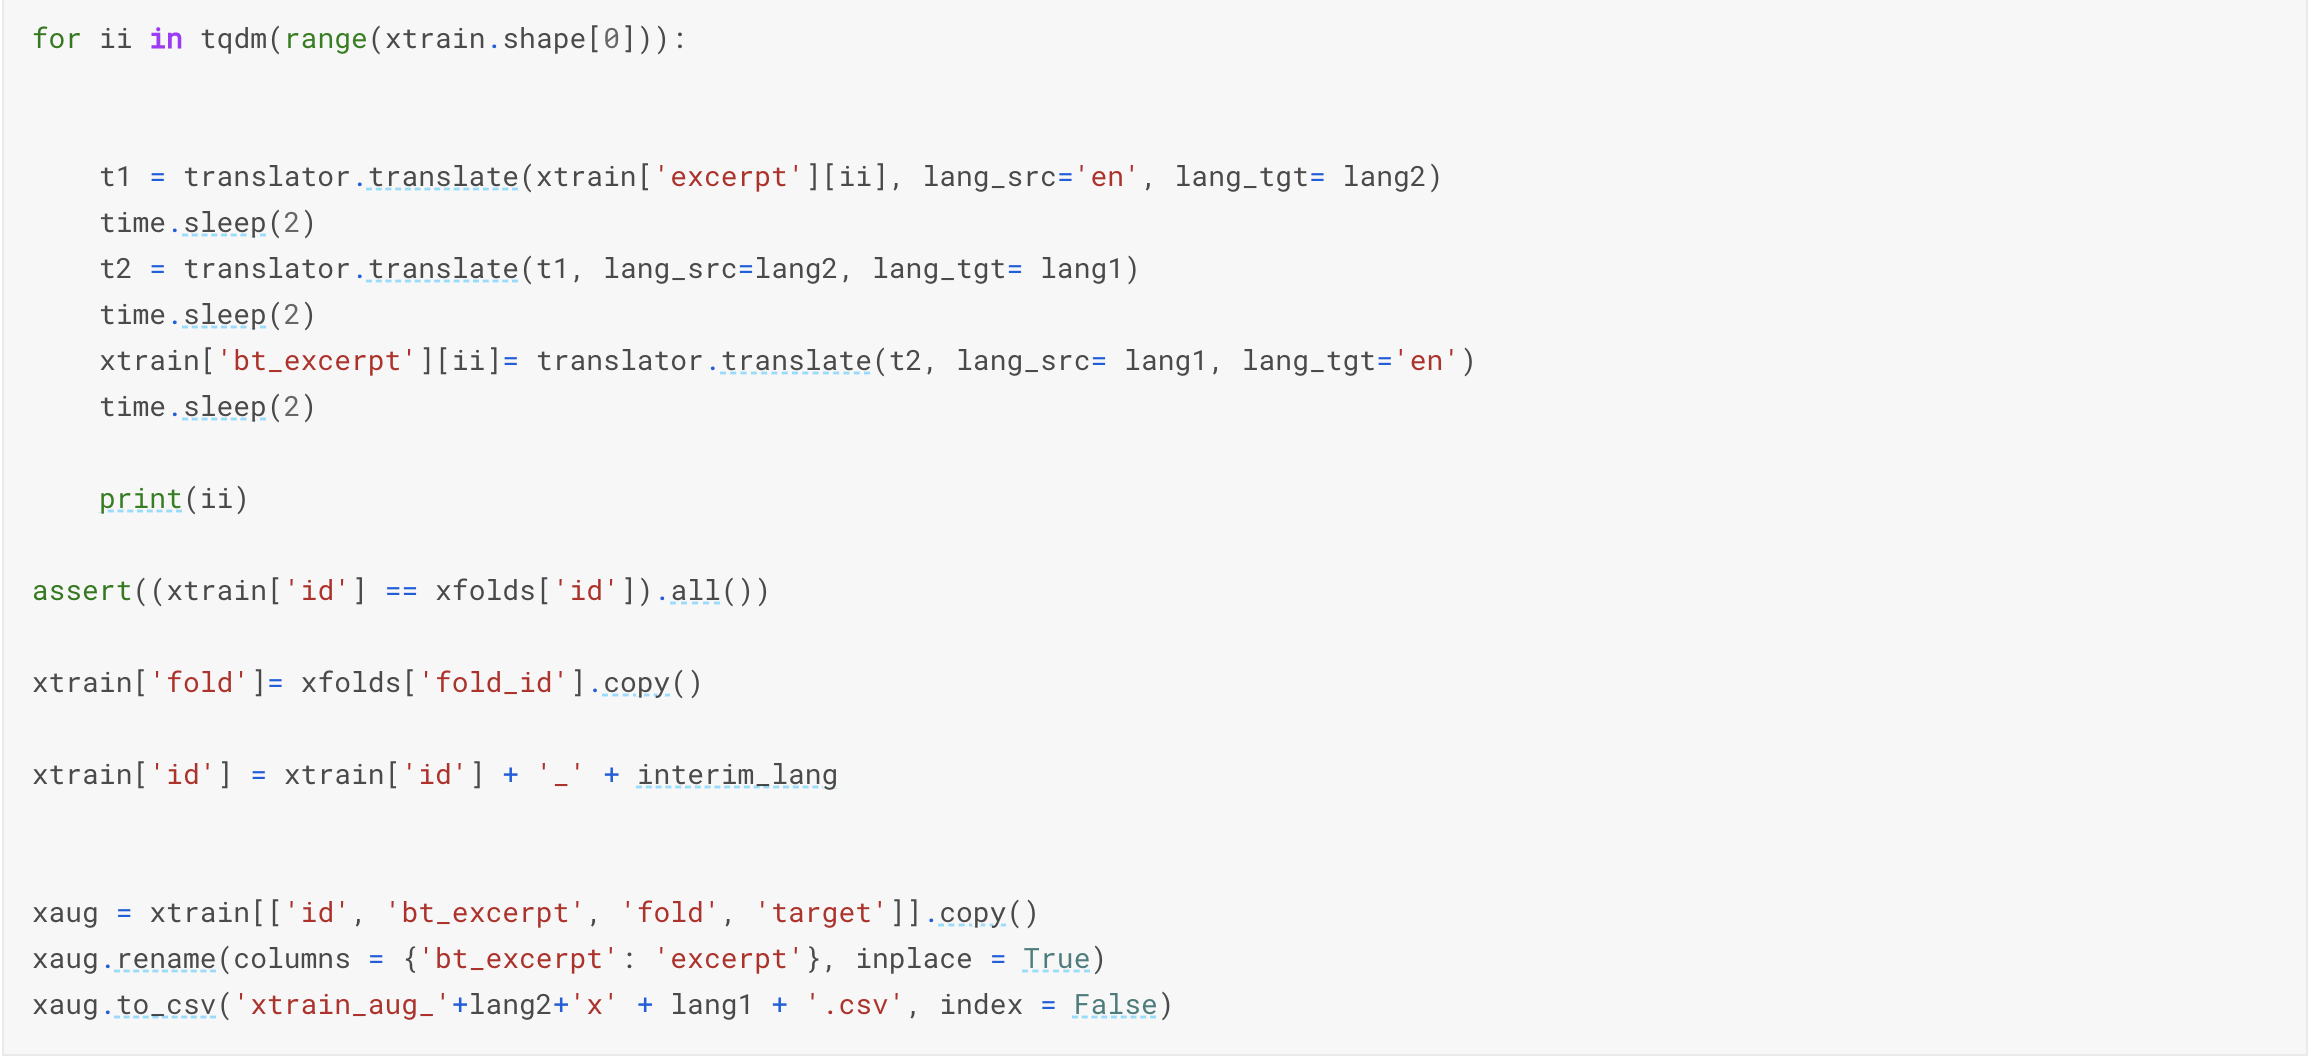 for ii in tqdm(range(xtrain.shape[0])):
    t1 = translator.translate(xtrain['excerpt'][ii], lang_src='en', lang_tgt= lang2)
    time.sleep(2)
    t2 = translator.translate(t1, lang_src=lang2, lang_tgt= lang1)
    time.sleep(2)
    xtrain['bt_excerpt'][ii]= translator.translate(t2, lang_src= lang1, lang_tgt='en')
    time.sleep(2)
    print(ii)
assert((xtrain['id'] == xfolds['id']).all())
xtrain['fold']= xfolds['fold_id'].copy()
xtrain['id'] = xtrain['id'] + '_' + interim_lang
xaug = xtrain[['id', 'bt_excerpt', 'fold', 'target']].copy()
xaug.rename(columns = {'bt_excerpt': 'excerpt'}, inplace = True)
xaug.to_csv('xtrain_aug_'+lang2+'x' + lang1 + '.csv', index = False)